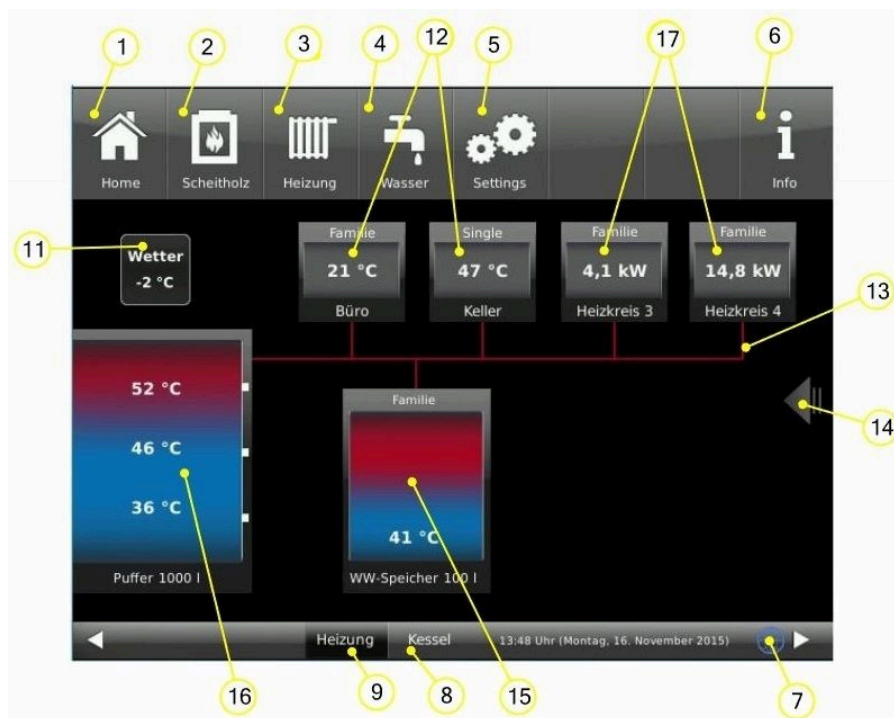 1 2 3 4 12 5 17 6
Home Scheitholz Heizung Wasser Settings Info
11
Wetter
-2 °C
Familie Single Familie Familie
21 °C 47 °C 4,1 kW 14,8 kW
Büro Keller Heizkreis 3 Heizkreis 4
13
52 °C
46 °C
36 °C
Puffer 1000 l
Familie
41 °C
WW-Speicher 100 l
14
Heizung Kessel 13:48 Uhr (Montag, 16. November 2015)
16 9 8 15 7